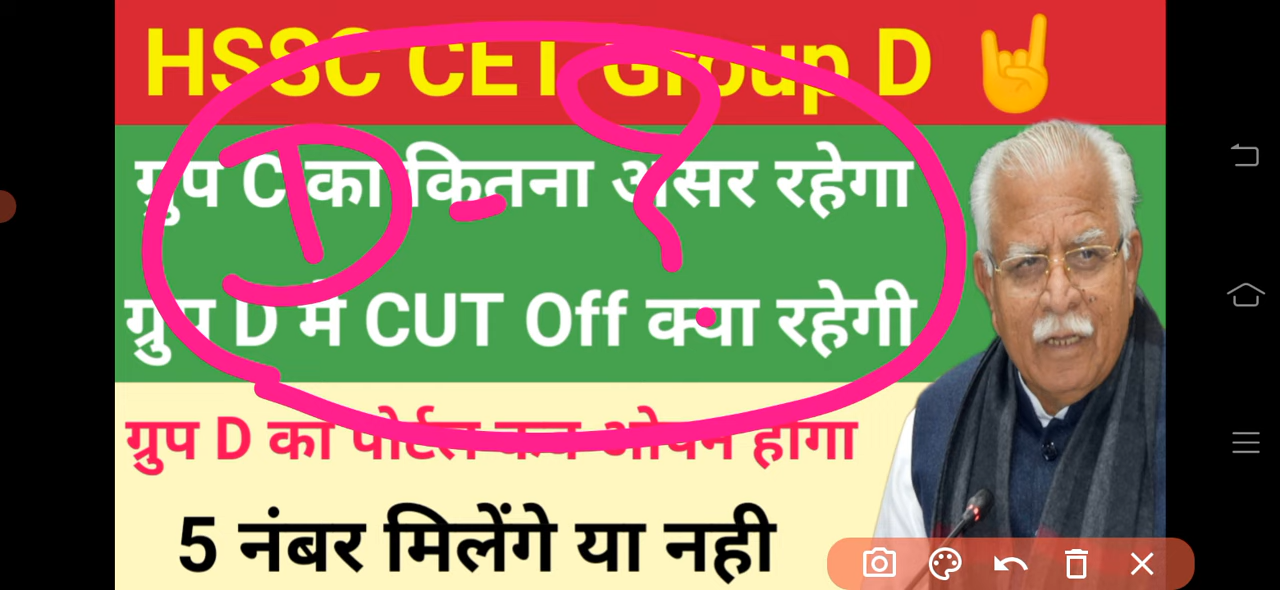 HSSC CET Group D 🤘
ग्रुप C का कितना असर रहेगा
D - ?
ग्रुप D में CUT Off क्या रहेगी
ग्रुप D का पोर्टल कब ओपन होगा
5 नंबर मिलेंगे या नही